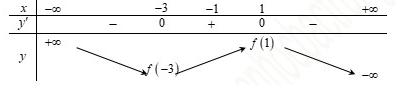 x −∞ −3 −1 1 +∞
y' − 0 + 0 −
+∞ f(1)
y
f(−3) −∞